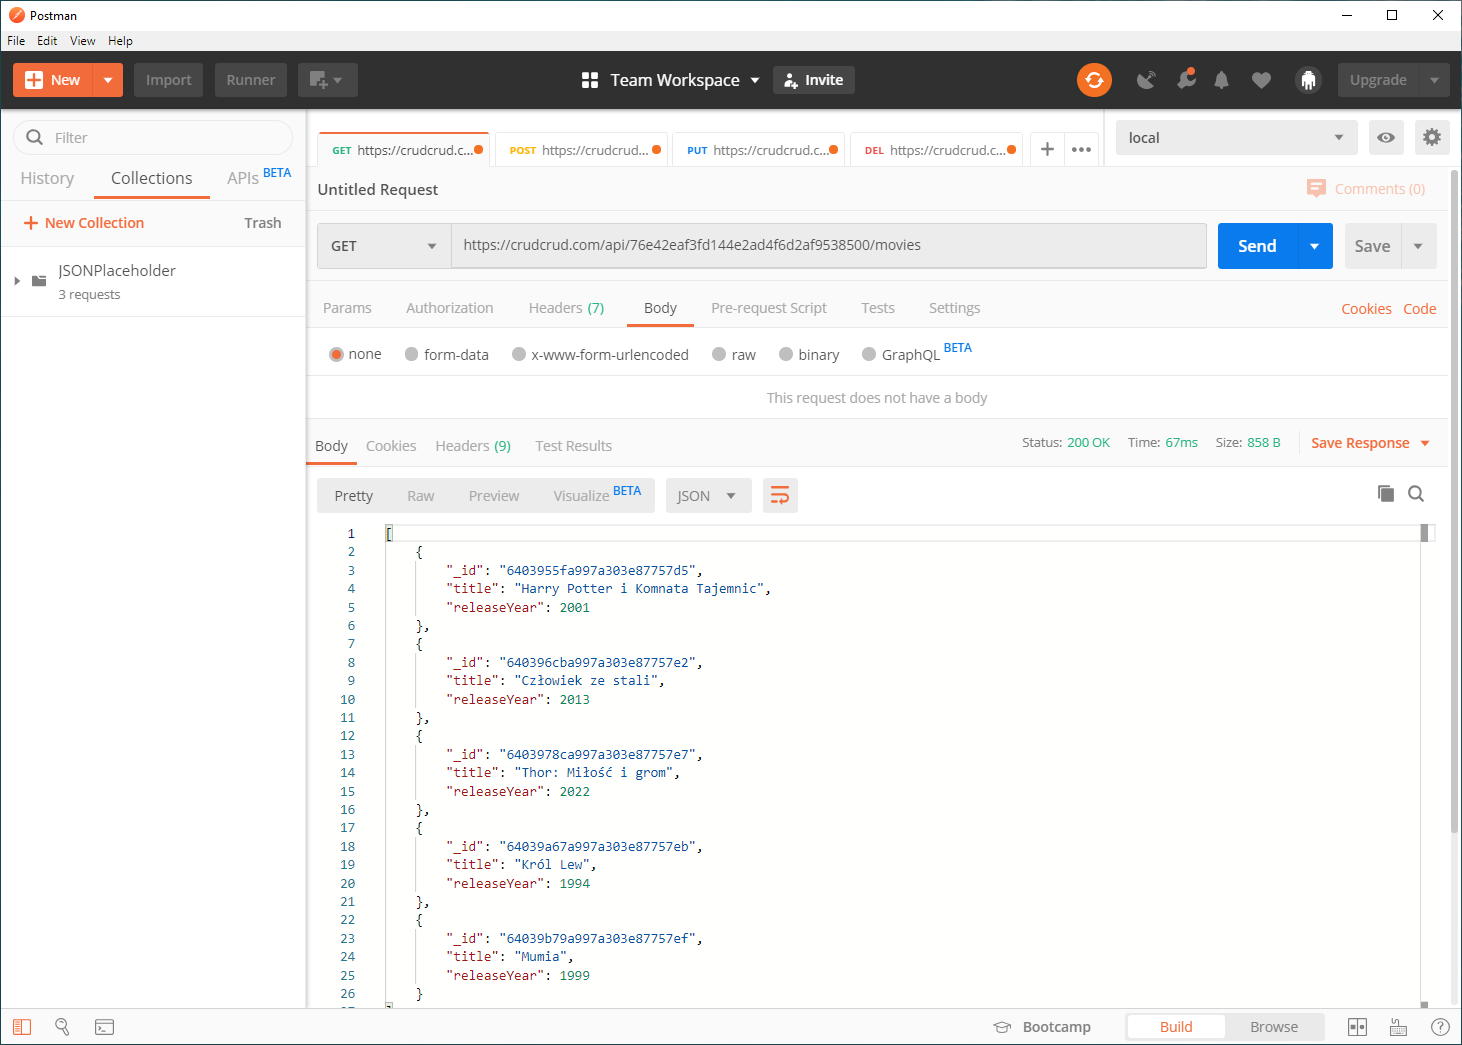 Postman
File Edit View Help
New Import Runner Team Workspace Invite Upgrade
Filter
History Collections APIs BETA
New Collection Trash
JSONPlaceholder
3 requests
GET https://crudcrud.c... POST https://crudcrud... PUT https://crudcrud.c... DEL https://crudcrud.c... local
Untitled Request Comments (0)
GET https://crudcrud.com/api/76e42eaf3fd144e2ad4f6d2af9538500/movies Send Save
Params Authorization Headers (7) Body Pre-request Script Tests Settings Cookies Code
none form-data x-www-form-urlencoded raw binary GraphQL BETA
This request does not have a body
Body Cookies Headers (9) Test Results Status: 200 OK Time: 67ms Size: 858 B Save Response
Pretty Raw Preview Visualize BETA JSON
1 [
2 {
3 "_id": "6403955fa997a303e87757d5",
4 "title": "Harry Potter i Komnata Tajemnic",
5 "releaseYear": 2001
6 },
7 {
8 "_id": "640396cba997a303e87757e2",
9 "title": "Człowiek ze stali",
10 "releaseYear": 2013
11 },
12 {
13 "_id": "6403978ca997a303e87757e7",
14 "title": "Thor: Miłość i grom",
15 "releaseYear": 2022
16 },
17 {
18 "_id": "64039a67a997a303e87757eb",
19 "title": "Król Lew",
20 "releaseYear": 1994
21 },
22 {
23 "_id": "64039b79a997a303e87757ef",
24 "title": "Mumia",
25 "releaseYear": 1999
26 }
Bootcamp Build Browse